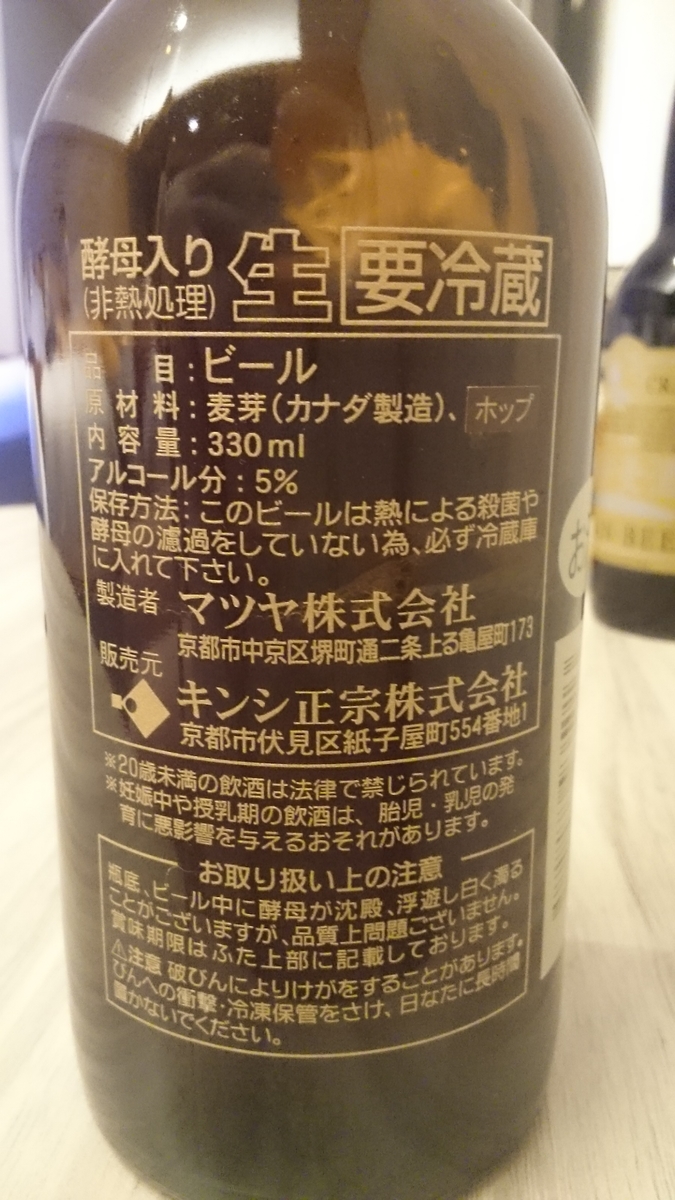 酵母入り
(非熱処理)
生
要冷蔵
品目:ビール
原材料:麦芽(カナダ製造)、ホップ
内容量:330ml
アルコール分:5%
保存方法:このビールは熱による殺菌や
酵母の濾過をしていない為、必ず冷蔵庫
に入れて下さい。
製造者 マツヤ株式会社
京都市中京区堺町通二条上る亀屋町173
販売元
キンシ正宗株式会社
京都市伏見区紙子屋町554番地1
※20歳未満の飲酒は法律で禁じられています。
※妊娠中や授乳期の飲酒は、胎児・乳児の発
育に悪影響を与えるおそれがあります。
お取り扱い上の注意
瓶底、ビール中に酵母が沈殿、浮遊し白く濁る
ことがございますが、品質上問題ございません。
賞味期限はふた上部に記載しております。
⚠注意 破びんによりけがをすることがあります。
びんへの衝撃・冷凍保管をさけ、日なたに長時間
置かないでください。
お